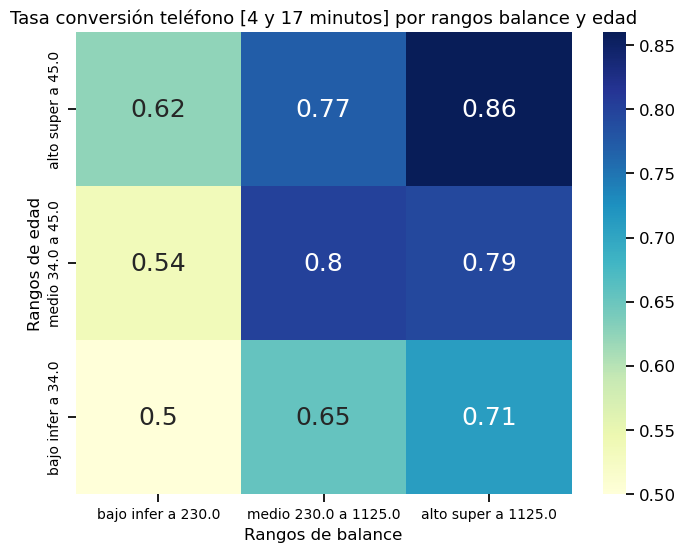 Tasa conversión teléfono [4 y 17 minutos] por rangos balance y edad
Rangos de edad
alto super a 45.0
medio 34.0 a 45.0
bajo infer a 34.0
0.62 0.77 0.86
0.54 0.8 0.79
0.5 0.65 0.71
bajo infer a 230.0 medio 230.0 a 1125.0 alto super a 1125.0
Rangos de balance
0.85
0.80
0.75
0.70
0.65
0.60
0.55
0.50